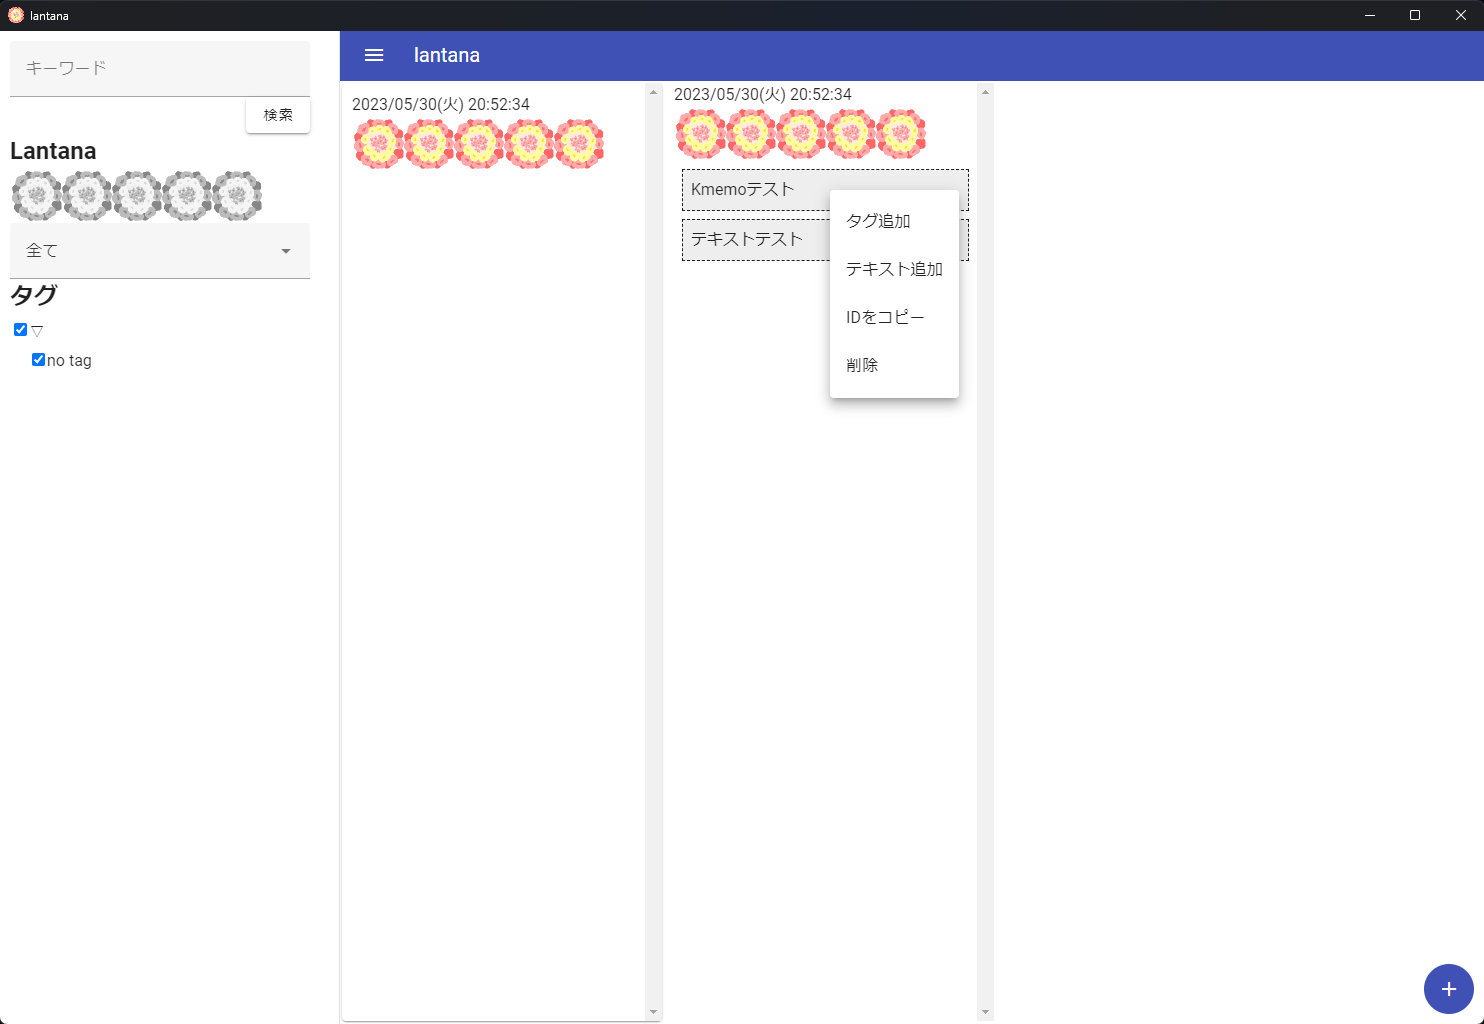 lantana
キーワード
検索
Lantana
全て
タグ
▽
no tag
lantana
2023/05/30(火) 20:52:34
2023/05/30(火) 20:52:34
Kmemoテスト
テキストテスト
タグ追加
テキスト追加
IDをコピー
削除